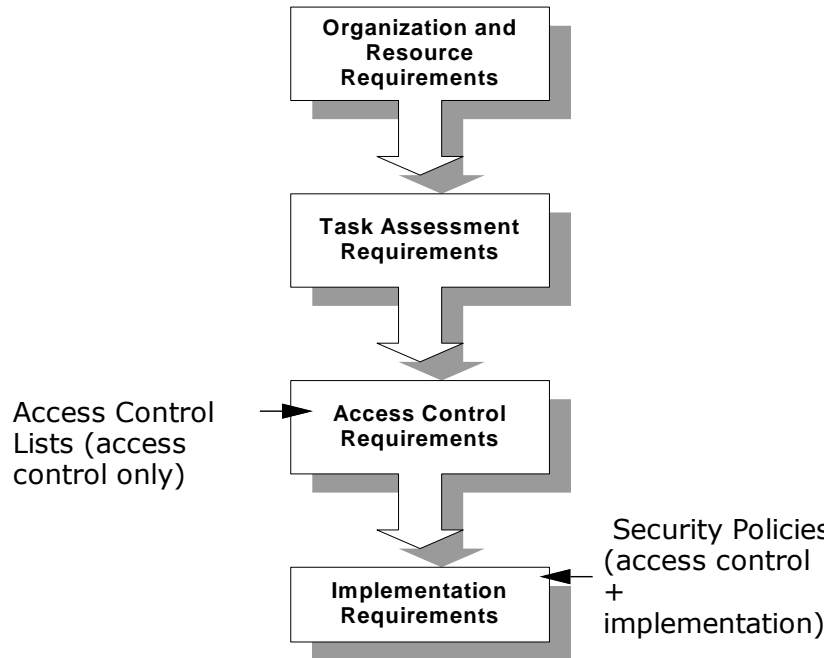 Organization and
Resource
Requirements
Task Assessment
Requirements
Access Control
Lists (access
control only)
Access Control
Requirements
Security Policies
(access control
+
implementation)
Implementation
Requirements